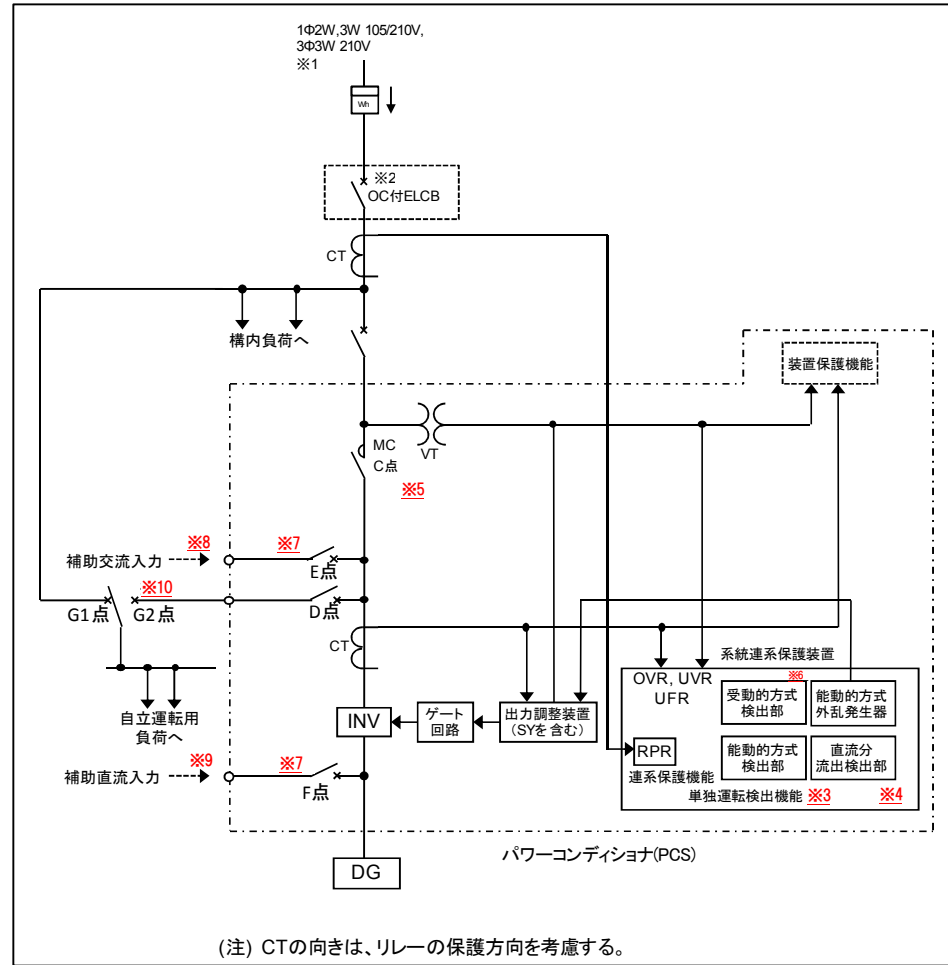 1Φ2W,3W 105/210V,
3Φ3W 210V
※1
Wh
※2
OC付ELCB
CT
構内負荷へ
装置保護機能
MC
C点
VT
※5
補助交流入力
※8
※7
E点
※10
G1点
G2点
D点
CT
系統連系保護装置
OVR, UVR
UFR
※6
受動的方式
検出部
能動的方式
外乱発生器
自立運転用
負荷へ
INV
ゲート
回路
出力調整装置
(SYを含む)
RPR
連系保護機能
能動的方式
検出部
直流分
流出検出部
単独運転検出機能 ※3
※4
補助直流入力
※9
※7
F点
パワーコンディショナ(PCS)
DG
(注) CTの向きは、リレーの保護方向を考慮する。